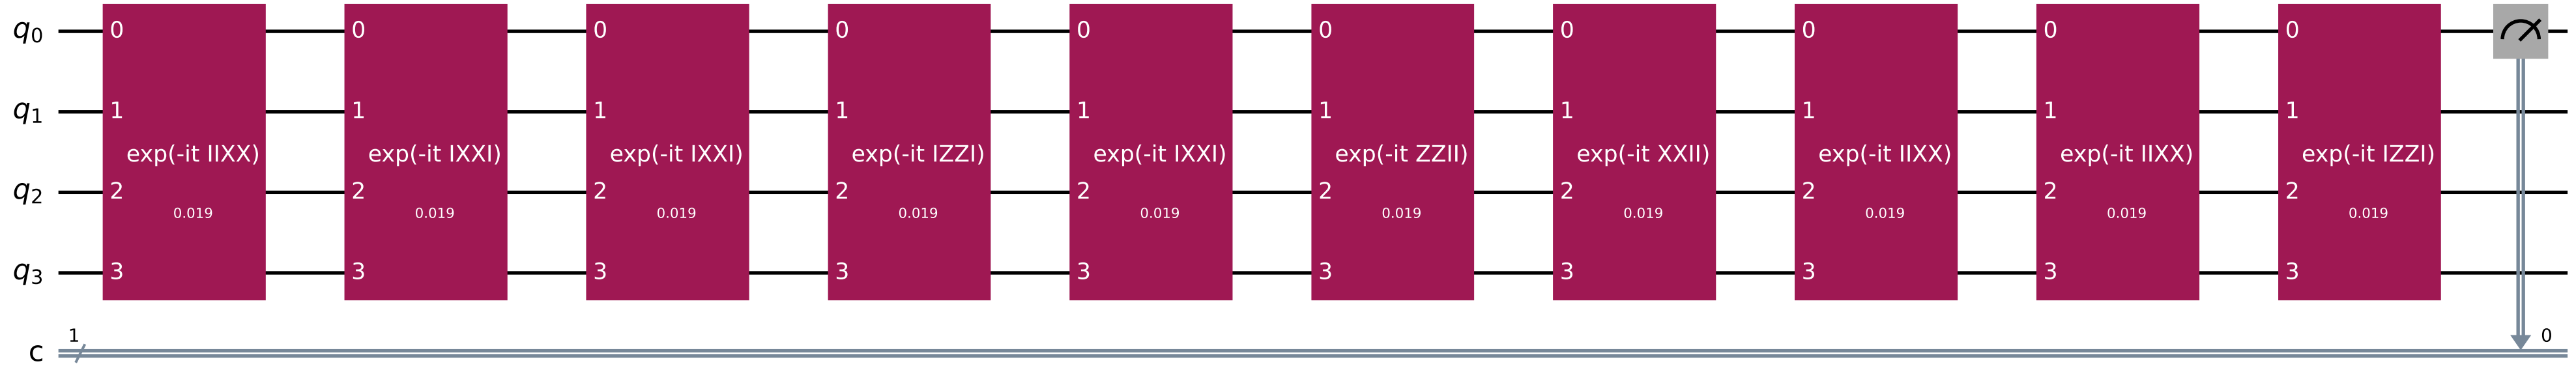 q0 0 0 0 0 0 0 0 0 0 0
q1 1 1 1 1 1 1 1 1 1 1
exp(-it IIXX) exp(-it IXXI) exp(-it IXXI) exp(-it IZZI) exp(-it IXXI) exp(-it ZZII) exp(-it XXII) exp(-it IIXX) exp(-it IIXX) exp(-it IZZI)
q2 2 2 2 2 2 2 2 2 2 2
0.019 0.019 0.019 0.019 0.019 0.019 0.019 0.019 0.019 0.019
q3 3 3 3 3 3 3 3 3 3 3
1 0
c